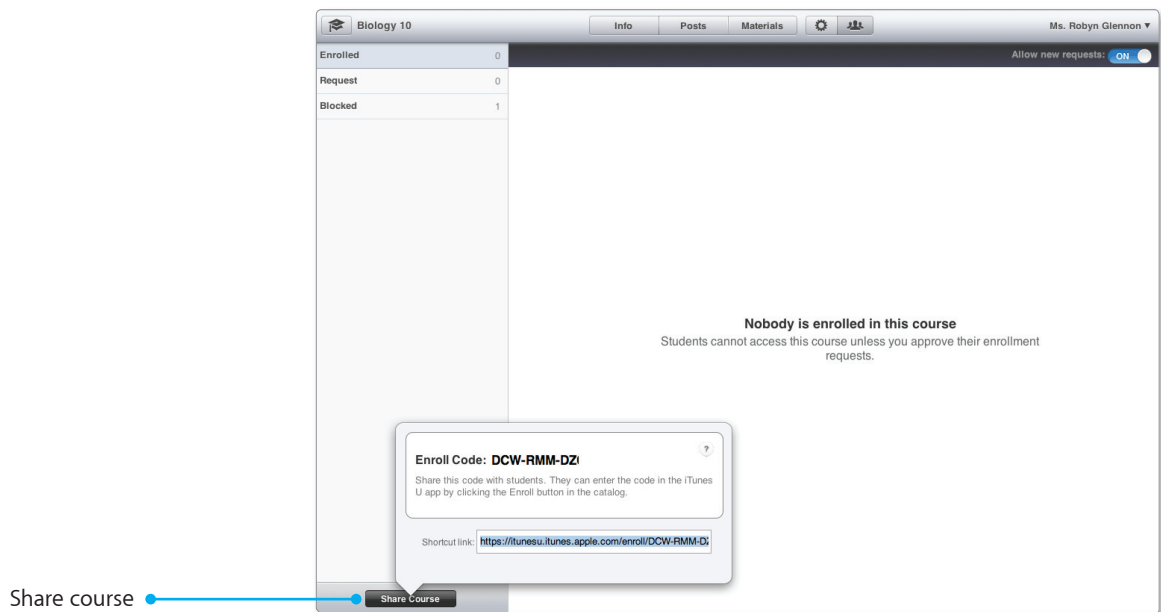 Biology 10
Info Posts Materials
Ms. Robyn Glennon ▼
Enrolled 0
Allow new requests: ON
Request 0
Blocked 1
Nobody is enrolled in this course
Students cannot access this course unless you approve their enrollment
requests.
Enroll Code: DCW-RMM-
?
Share this code with students. They can enter the code in the iTunes
U app by clicking the Enroll button in the catalog.
Shortcut link: https://itunesu.itunes.apple.com/enroll/DCW-RMM-
Share course
Share Course